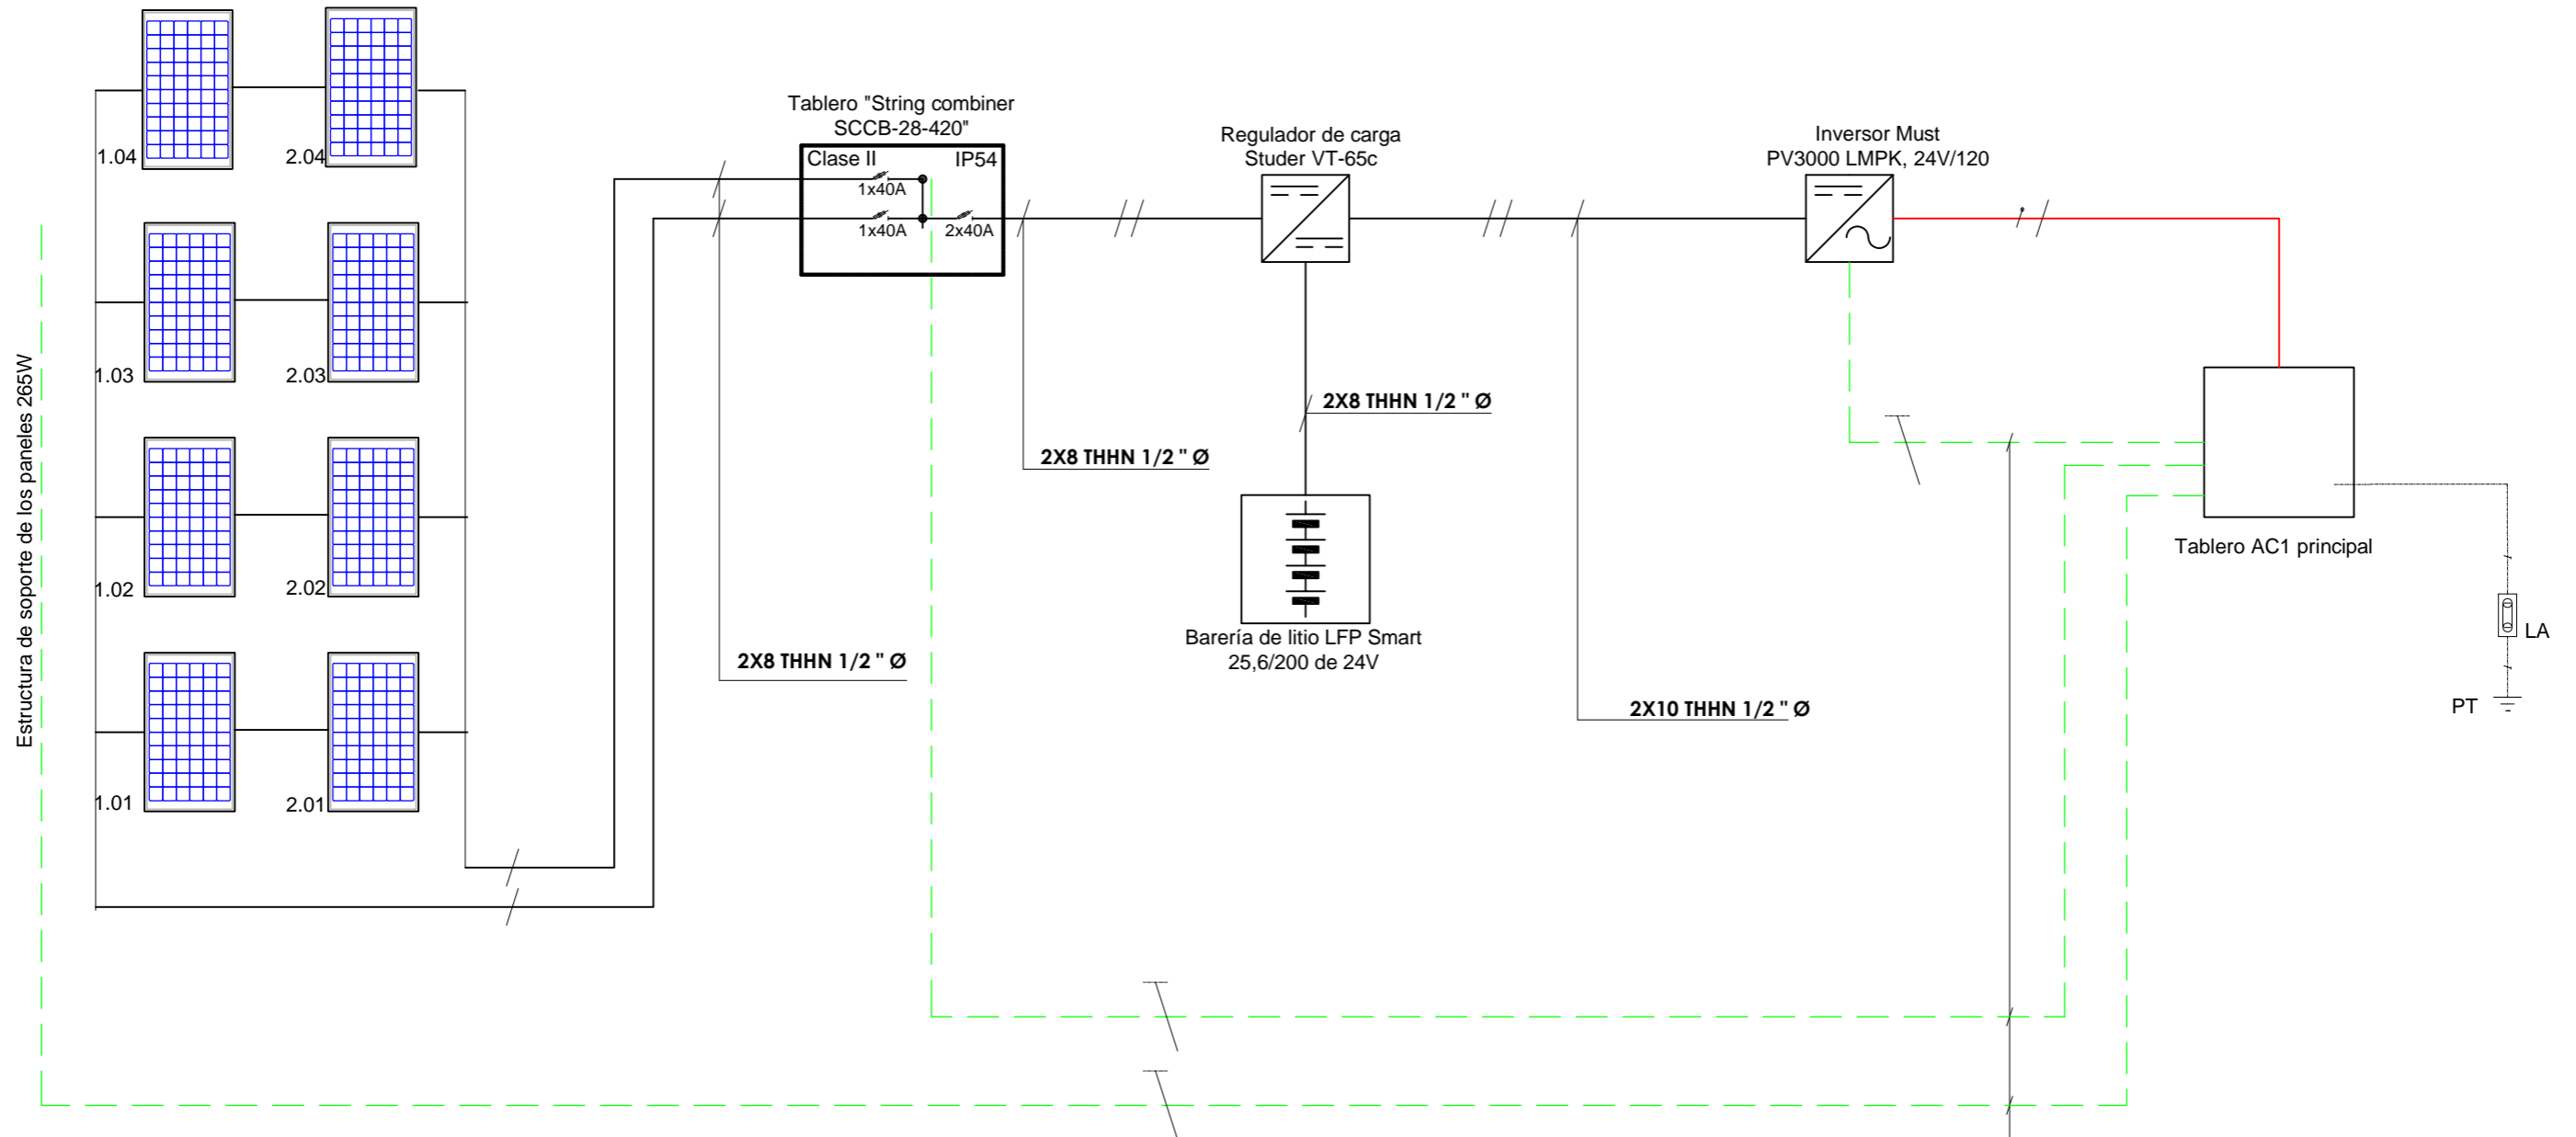 Estructura de soporte de los paneles 265W
1.04
2.04
1.03
2.03
1.02
2.02
1.01
2.01
Tablero "String combiner
SCCB-28-420"
Clase II
IP54
1x40A
1x40A
2x40A
2X8 THHN 1/2 " Ø
2X8 THHN 1/2 " Ø
Regulador de carga
Studer VT-65c
2X8 THHN 1/2 " Ø
Barería de litio LFP Smart
25,6/200 de 24V
2X10 THHN 1/2 " Ø
Inversor Must
PV3000 LMPK, 24V/120
Tablero AC1 principal
LA
PT